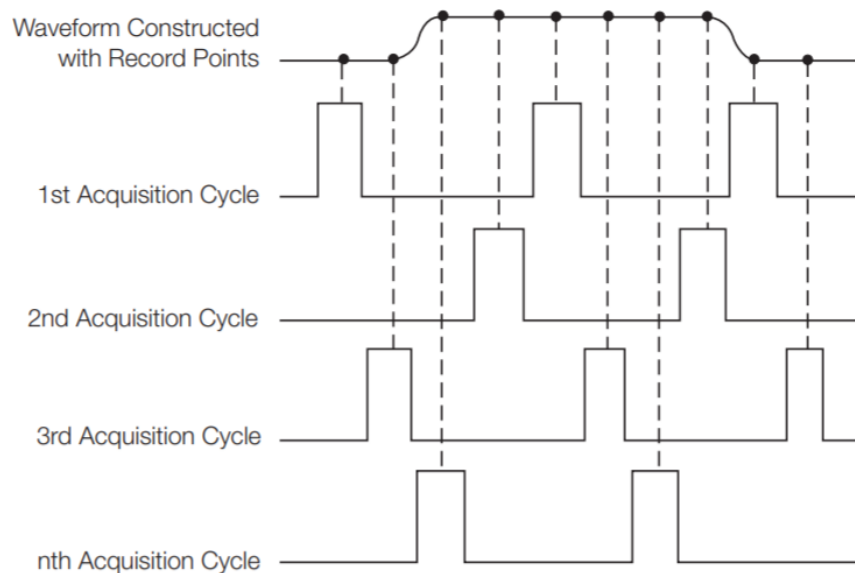 Waveform Constructed
with Record Points
1st Acquisition Cycle
2nd Acquisition Cycle
3rd Acquisition Cycle
nth Acquisition Cycle